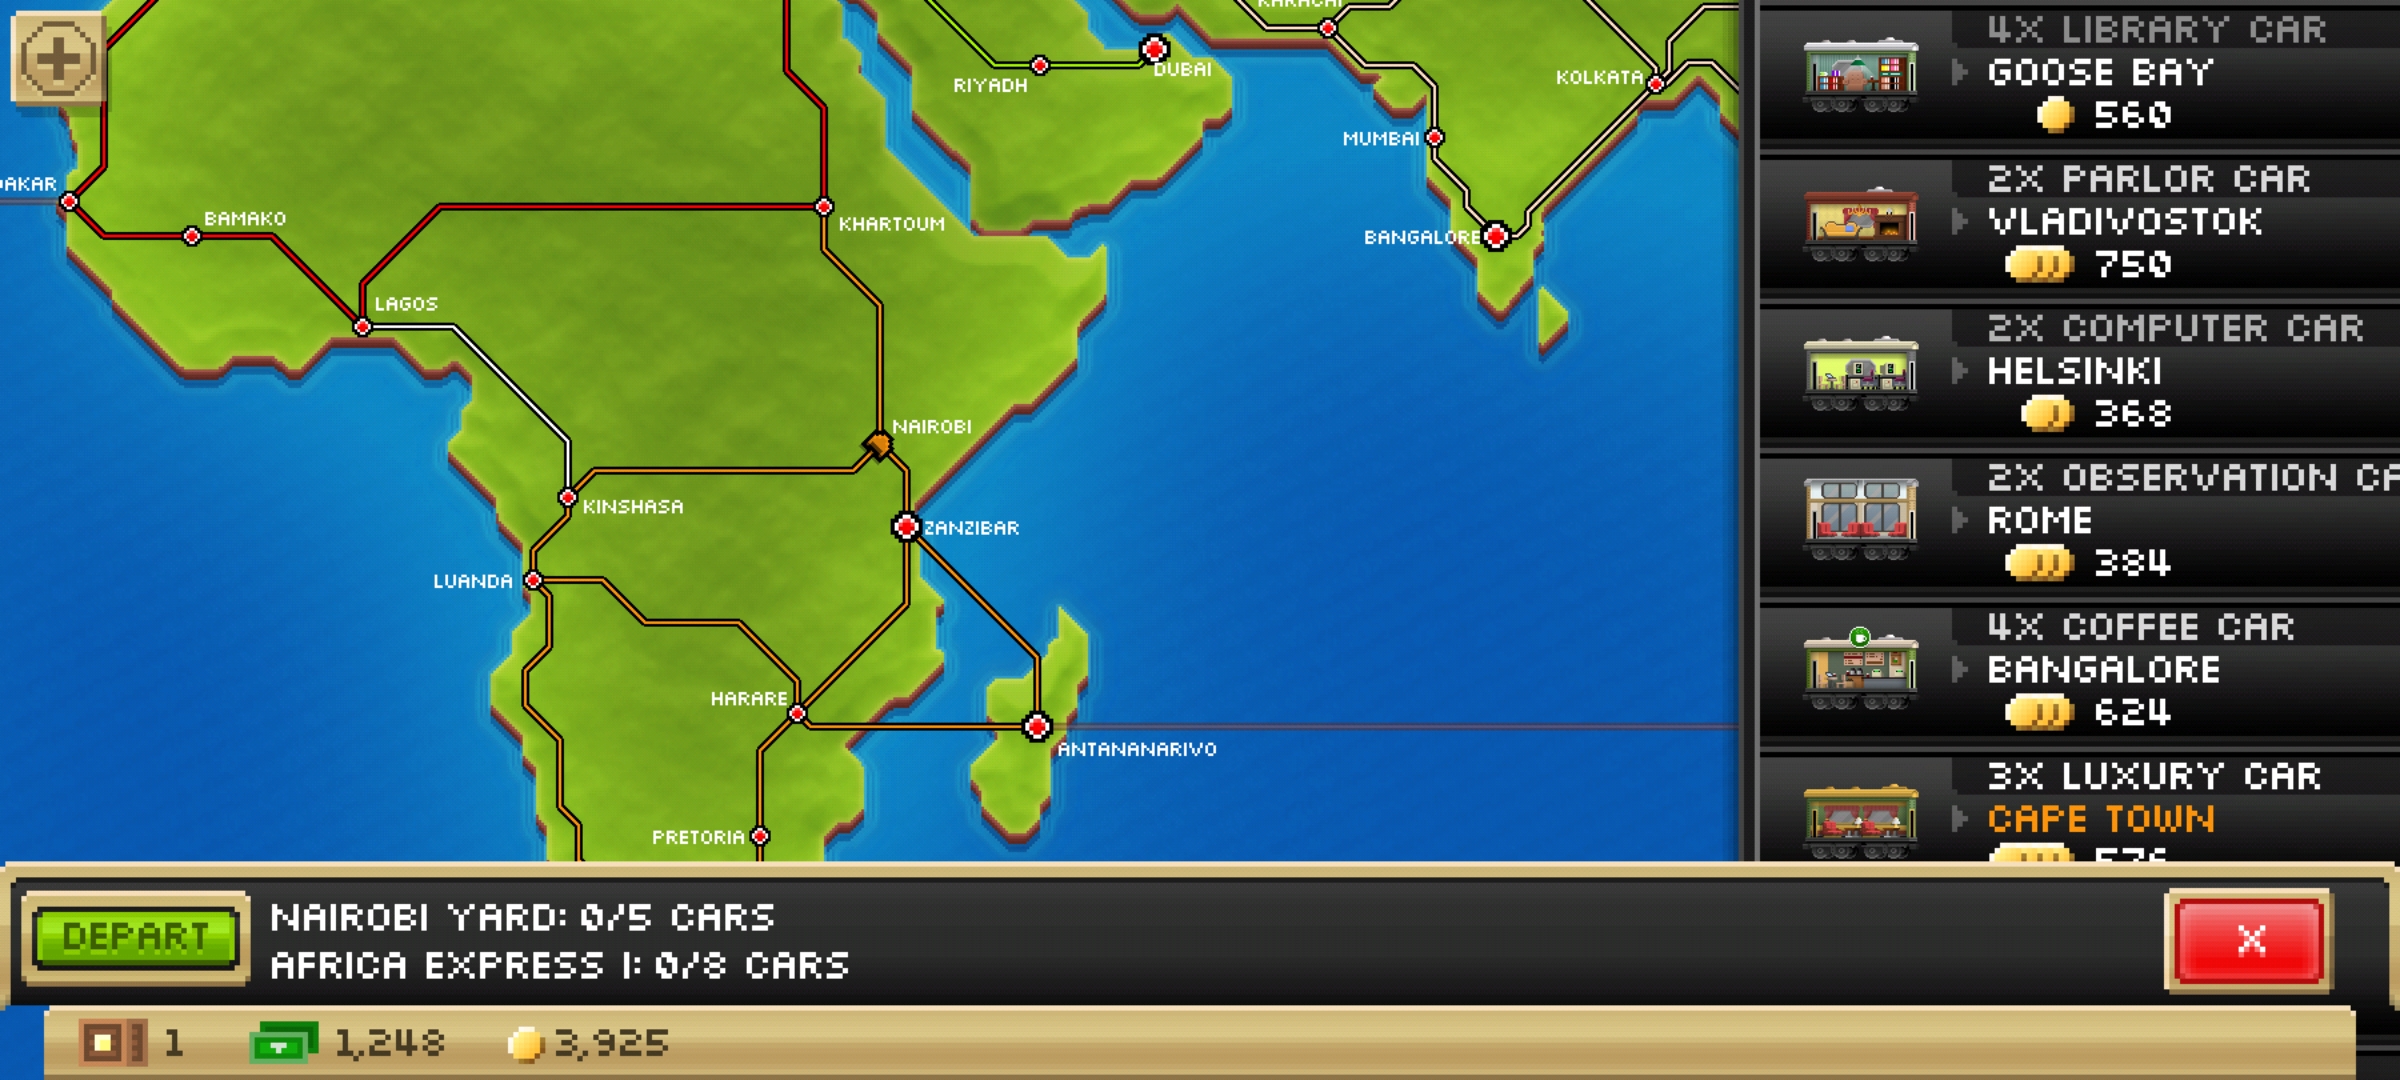 RIYADH
DUBAI
KOLKATA
MUMBAI
BANGALORE
BAMAKO
KHARTOUM
LAGOS
NAIROBI
KINSHASA
ZANZIBAR
LUANDA
HARARE
ANTANANARIVO
PRETORIA
4X LIBRARY CAR
GOOSE BAY
560
2X PARLOR CAR
VLADIVOSTOK
750
2X COMPUTER CAR
HELSINKI
368
2X OBSERVATION CA
ROME
384
4X COFFEE CAR
BANGALORE
624
3X LUXURY CAR
CAPE TOWN
DEPART
NAIROBI YARD: 0/5 CARS
AFRICA EXPRESS I: 0/8 CARS
X
1
1,248
3,925